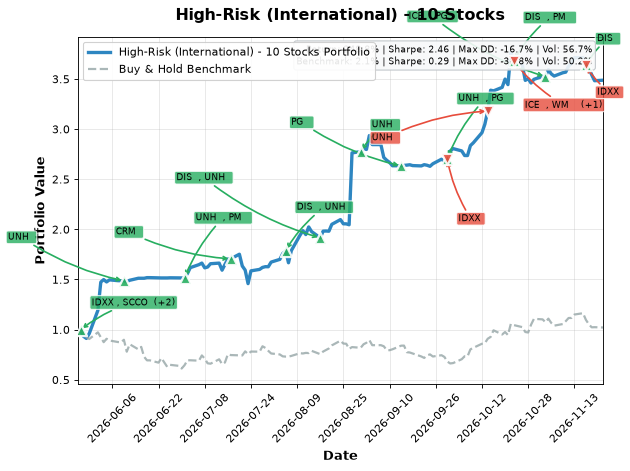 High-Risk (International) - 10 Stocks
ICE , PG
DIS , PM
DIS
High-Risk (International) - 10 Stocks Portfolio
Buy & Hold Benchmark
% | Sharpe: 2.46 | Max DD: -16.7% | Vol: 56.7%
| Sharpe: 0.29 | Max DD: | Vol:
IDXX
UNH , PG
ICE , WM (+1)
PG
UNH
UNH
DIS , UNH
DIS , UNH
UNH , PM
IDXX
CRM
UNH
IDXX , SCCO (+2)
Portfolio Value
3.5
3.0
2.5
2.0
1.5
1.0
0.5
2026-06-06
2026-06-22
2026-07-08
2026-07-24
2026-08-09
2026-08-25
2026-09-10
2026-09-26
2026-10-12
2026-10-28
2026-11-13
Date